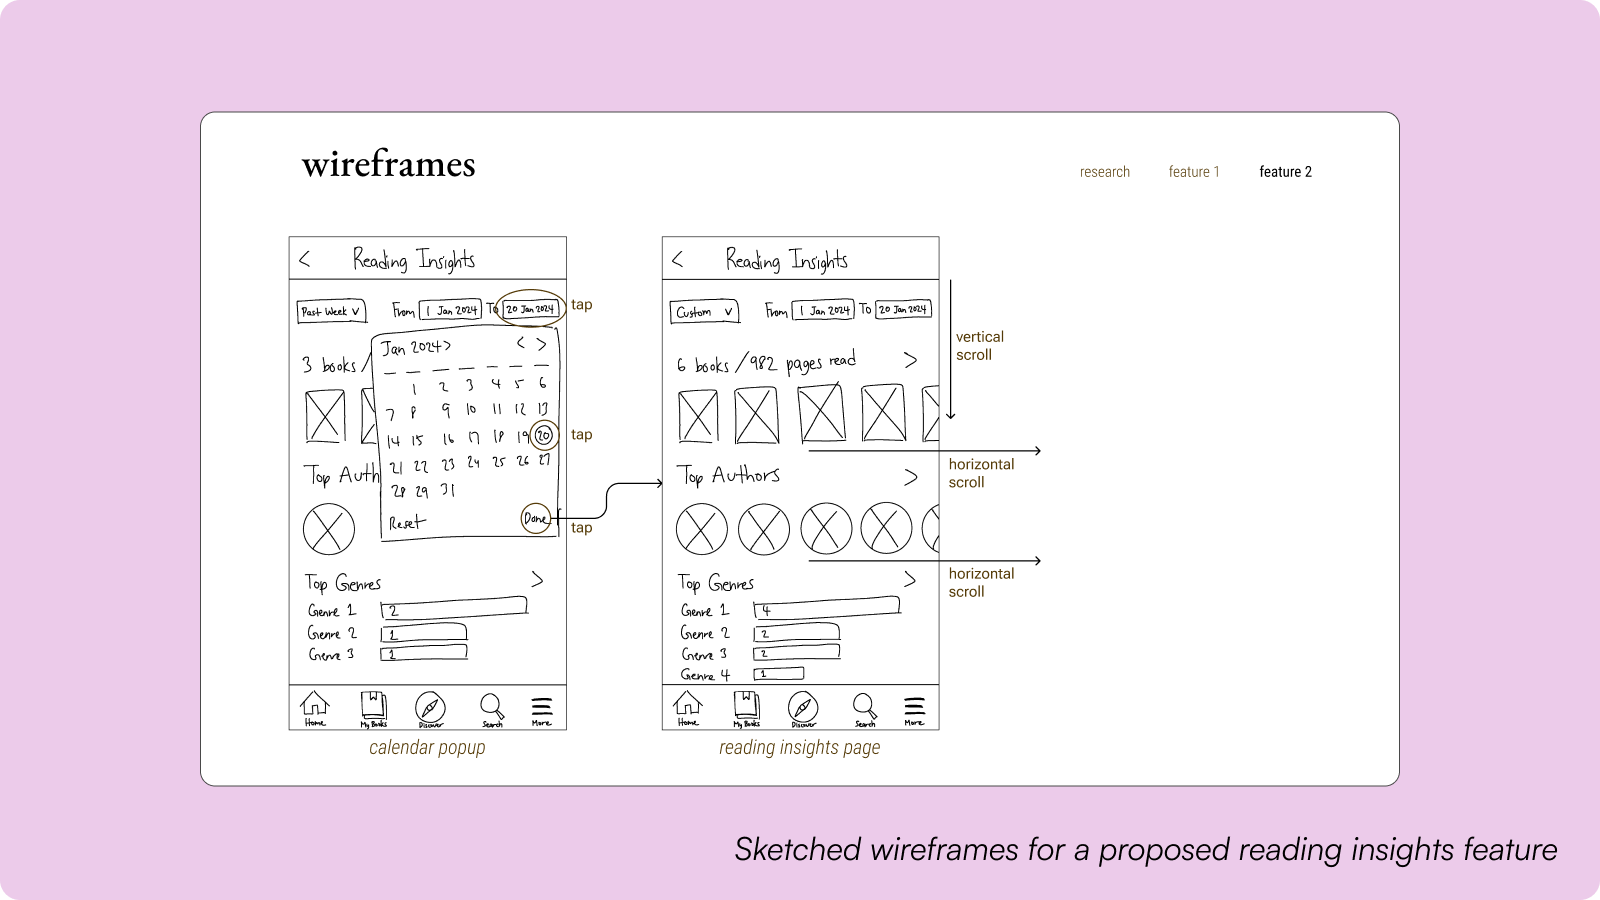 wireframes
research feature 1 feature 2
< Reading Insights
Past Week From 1 Jan 2024 To 20 Jan 2024 tap
Jan 2024> < >
3 books /
1 2 3 4 5 6
7 8 9 10 11 12 13
14 15 16 17 18 19 20 tap
21 22 23 24 25 26 27
Top Auth
28 29 31
Reset Done tap
Top Genres >
Genre 1 2
Genre 2 1
Genre 3 1
Home My Books Discover Search More
calendar popup
< Reading Insights
Custom From 1 Jan 2024 To 20 Jan 2024
vertical
scroll
6 books /982 pages read >
horizontal
scroll
Top Authors >
horizontal
scroll
Top Genres >
Genre 1 4
Genre 2 2
Genre 3 2
Genre 4 1
Home My Books Discover Search More
reading insights page
Sketched wireframes for a proposed reading insights feature